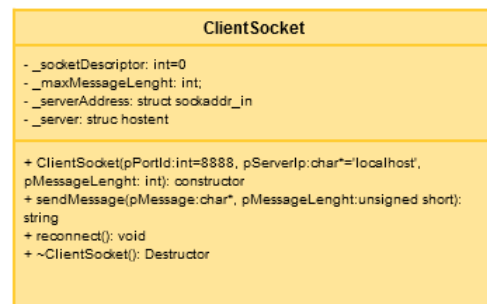 ClientSocket
- _socketDescriptor: int=0
- _maxMessageLenght: int;
- _serverAddress: struct sockaddr_in
- _server: struc hostent
+ ClientSocket(pPortId:int=8888, pServerIp:char*='localhost',
pMessageLenght: int): constructor
+ sendMessage(pMessage:char*, pMessageLenght:unsigned short):
string
+ reconnect(): void
+ ~ClientSocket(): Destructor